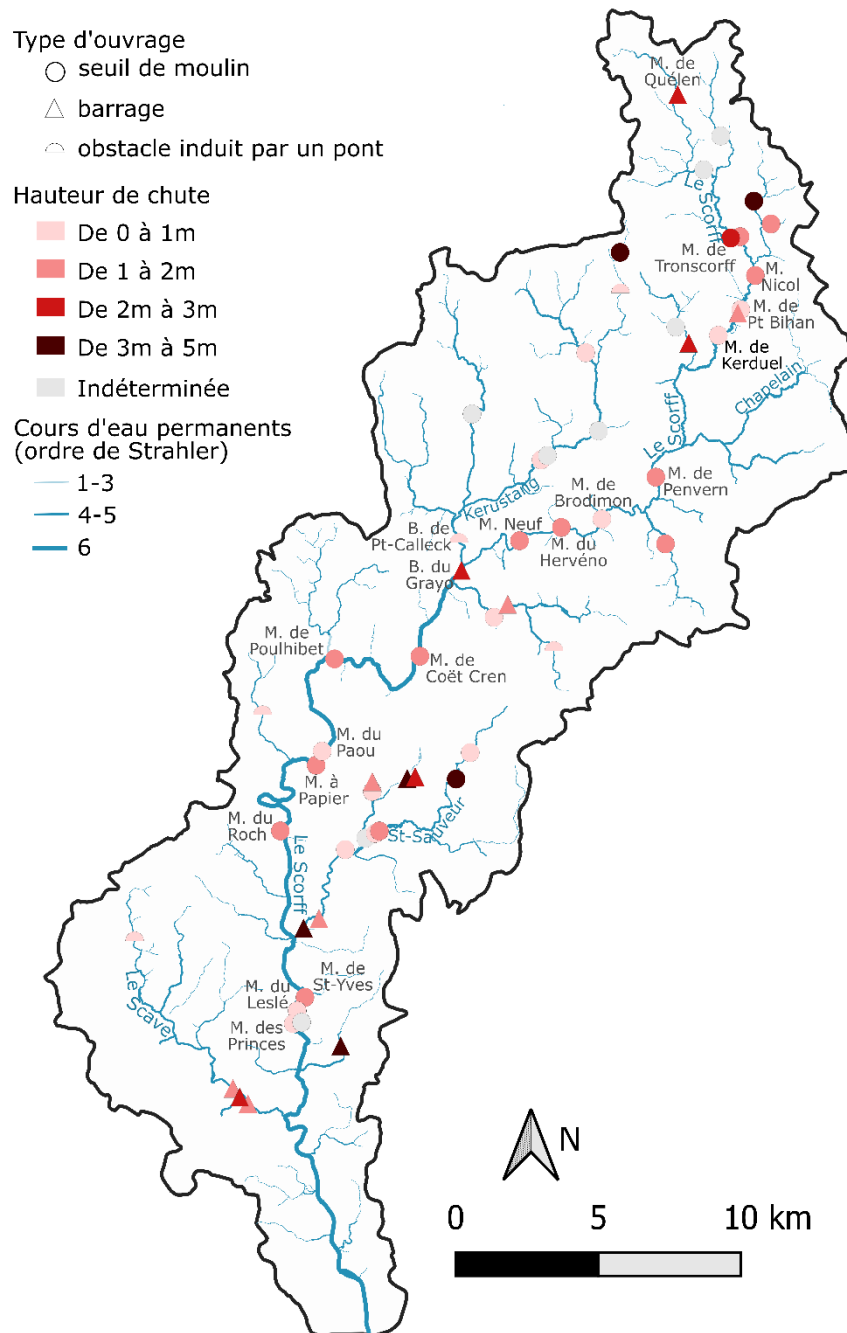 Type d'ouvrage
seuil de moulin
barrage
obstacle induit par un pont
Hauteur de chute
De 0 à 1m
De 1 à 2m
De 2m à 3m
De 3m à 5m
Indéterminée
Cours d'eau permanents
(ordre de Strahler)
1-3
4-5
6
M. de
Quélen
Le Scorff
M. de
Tronscorff
M.
Nicol
M. de
Pt Bihan
M. de
Kerduel
Chapelain
Le Scorff
M. de
Penvern
M. de
Brodimon
Kerustang
M. Neuf
M. du
Hervéno
B. de
Pt-Calleck
B. du
Grayo
M. de
Poulhibet
M. de
Coët Cren
M. du
Paou
M. à
Papier
M. du
Roch
St-Sauveur
Le Scorff
M. de
St-Yves
M. du
Leslé
M. des
Princes
Le Scave
N
0 5 10 km